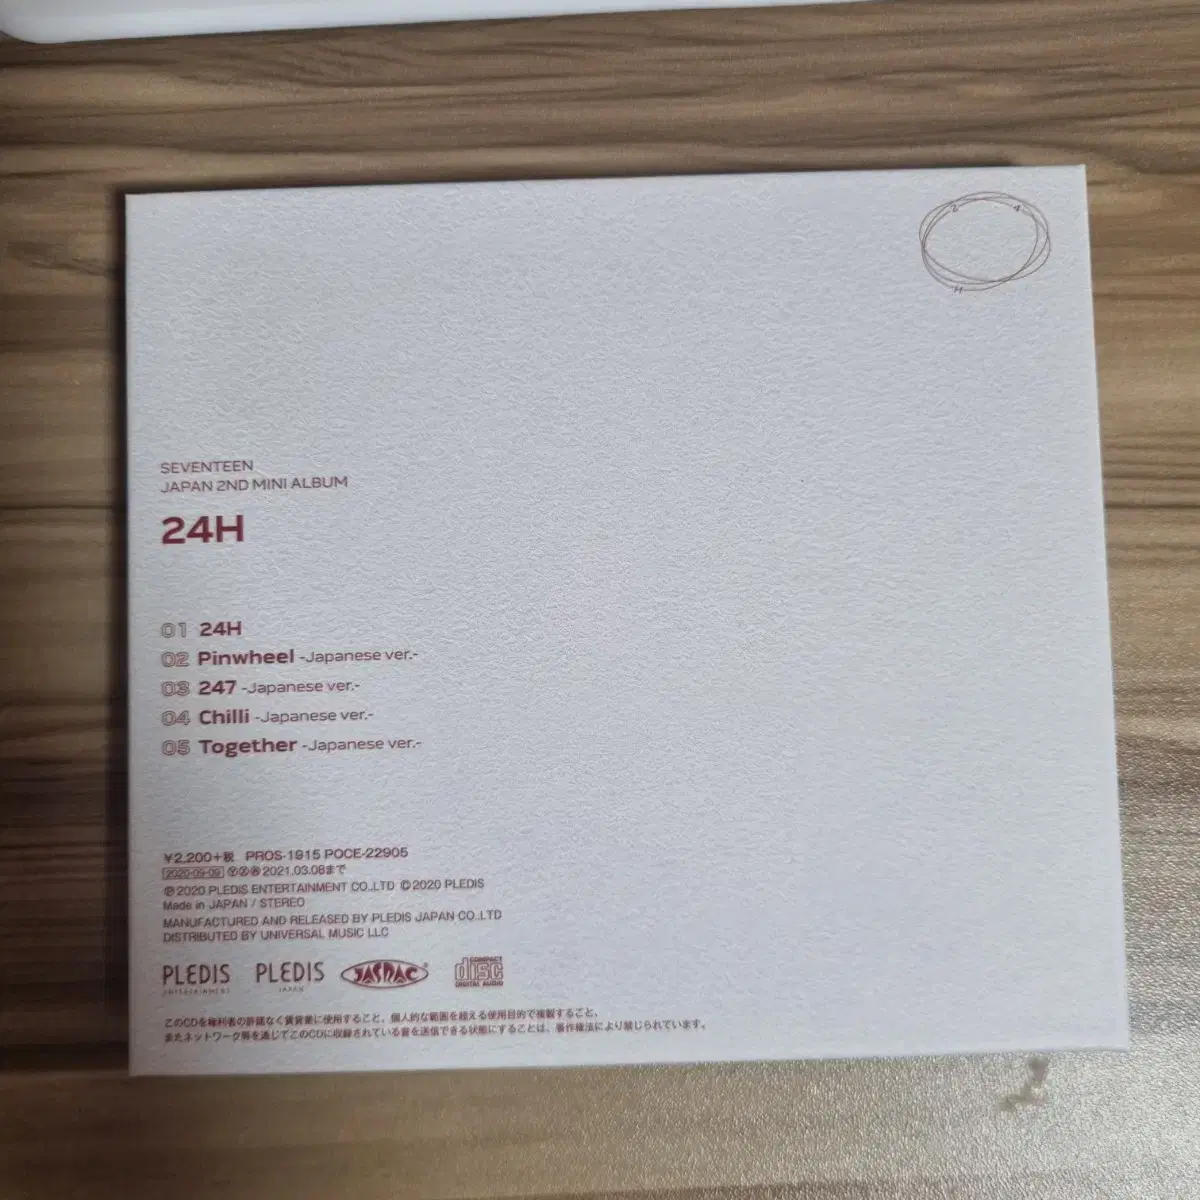 2 4
H
SEVENTEEN
JAPAN 2ND MINI ALBUM
24H
01 24H
02 Pinwheel -Japanese ver.-
03 247 -Japanese ver.-
04 Chilli -Japanese ver.-
05 Together -Japanese ver.-
¥2,200+税 PROS-1915 POCE-22905
2020-09-09 Ⓨ Ⓧ Ⓗ 2021.03.08まで
℗2020 PLEDIS ENTERTAINMENT CO.,LTD ©2020 PLEDIS
Made in JAPAN / STEREO
MANUFACTURED AND RELEASED BY PLEDIS JAPAN CO.,LTD
DISTRIBUTED BY UNIVERSAL MUSIC LLC
PLEDIS ENTERTAINMENT PLEDIS JAPAN JASRAC COMPACT disc DIGITAL AUDIO
このCDを権利者の許諾なく賃貸業に使用すること、個人的な範囲を超える使用目的で複製すること、
またネットワーク等を通じてこのCDに収録されている音を送信できる状態にすることは、著作権法により禁じられています。